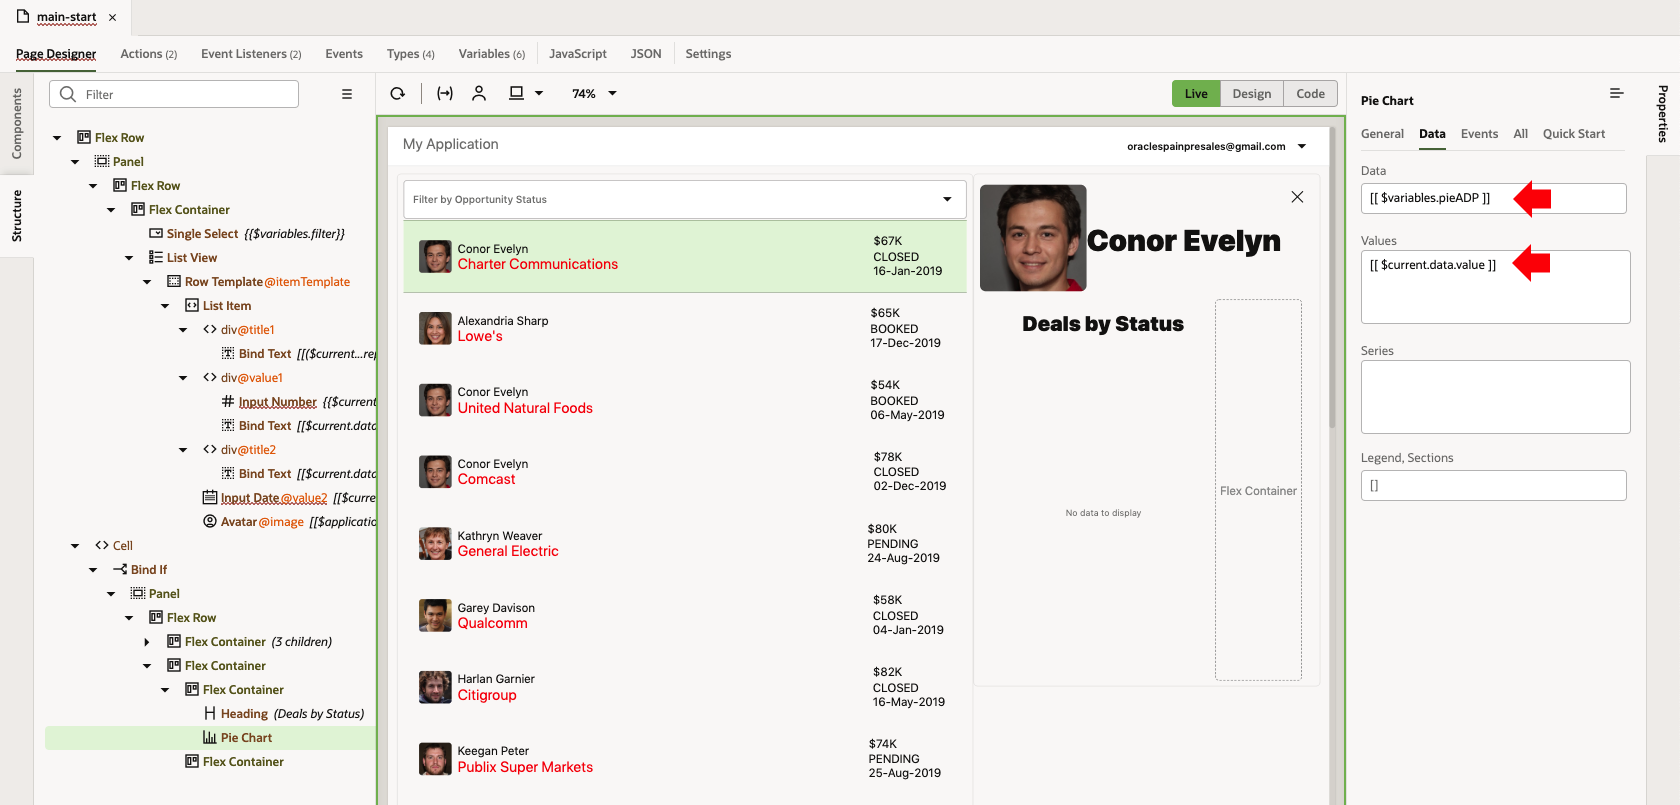 main-start ×
Page Designer Actions (2) Event Listeners (2) Events Types (4) Variables (6) JavaScript JSON Settings
Components
Structure
Filter
Flex Row
Panel
Flex Row
Flex Container
Single Select {{$variables.filter}}
List View
Row Template@itemTemplate
List Item
div@title1
Bind Text [[($current...rep
div@value1
Input Number {{$current
Bind Text [[$current.data
div@title2
Bind Text [[$current.data
Input Date@value2 [[$curre
Avatar@image [[$applicatio
Cell
Bind If
Panel
Flex Row
Flex Container (3 children)
Flex Container
Flex Container
Heading (Deals by Status)
Pie Chart
Flex Container
74%
Live Design Code
My Application
oraclespainpresales@gmail.com
Filter by Opportunity Status
Conor Evelyn
Charter Communications
$67K
CLOSED
16-Jan-2019
Alexandria Sharp
Lowe's
$65K
BOOKED
17-Dec-2019
Conor Evelyn
United Natural Foods
$54K
BOOKED
06-May-2019
Conor Evelyn
Comcast
$78K
CLOSED
02-Dec-2019
Kathryn Weaver
General Electric
$80K
PENDING
24-Aug-2019
Garey Davison
Qualcomm
$58K
CLOSED
04-Jan-2019
Harlan Garnier
Citigroup
$82K
CLOSED
16-May-2019
Keegan Peter
Publix Super Markets
$74K
PENDING
25-Aug-2019
Conor Evelyn
Deals by Status
No data to display
Flex Container
Pie Chart
General Data Events All Quick Start
Data
[[ $variables.pieADP ]]
Values
[[ $current.data.value ]]
Series
Legend, Sections
[]
Properties